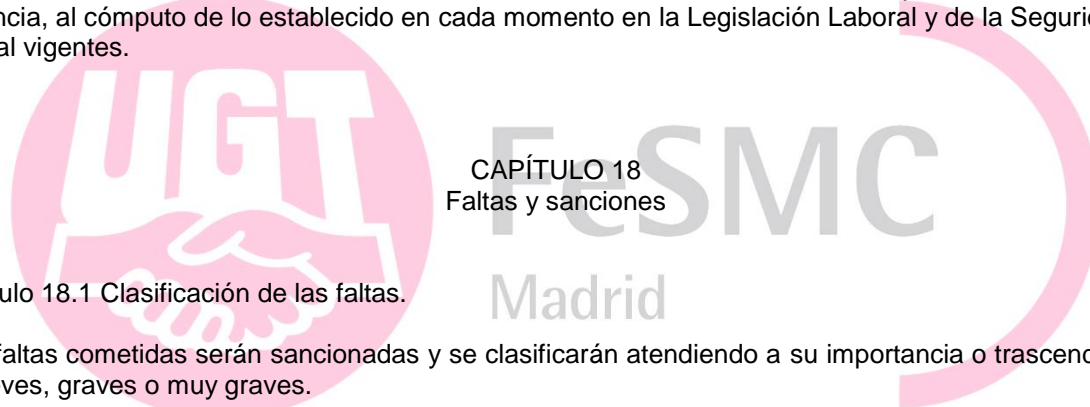 ncia, al cómputo de lo establecido en cada momento en la Legislación Laboral y de la Seguri
al vigentes.
UGT
FeSMC
Madrid
CAPÍTULO 18
Faltas y sanciones
ulo 18.1 Clasificación de las faltas.
faltas cometidas serán sancionadas y se clasificarán atendiendo a su importancia o trascend
ves, graves o muy graves.